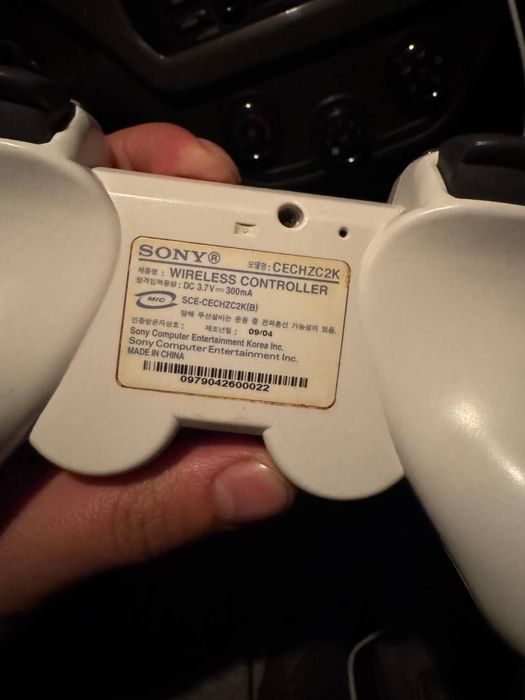 SONY® 모델명: CECHZC2K
제품명: WIRELESS CONTROLLER
정격입력용량: DC 3.7V⎓ 300mA
MIC SCE-CECHZC2K(B)
당해 무선설비는 운용 중 전파혼신 가능성이 있음.
인증받은자상호: 제조년월: 09/04
Sony Computer Entertainment Korea Inc.
Sony Computer Entertainment Inc.
MADE IN CHINA
0979042600022